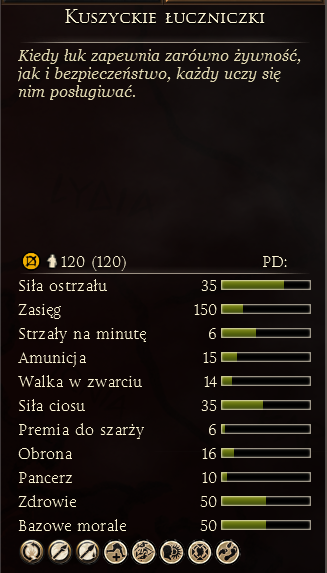 Kuszyckie łuczniczki
Kiedy łuk zapewnia zarówno żywność,
jak i bezpieczeństwo, każdy uczy się
nim posługiwać.
120 (120) PD:
Siła ostrzału 35
Zasięg 150
Strzały na minutę 6
Amunicja 15
Walka w zwarciu 14
Siła ciosu 35
Premia do szarży 6
Obrona 16
Pancerz 10
Zdrowie 50
Bazowe morale 50